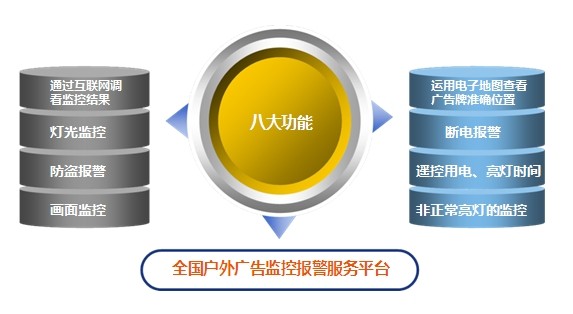 通过互联网调
看监控结果
灯光监控
防盗报警
画面监控
八大功能
运用电子地图查看
广告牌准确位置
断电报警
遥控用电、亮灯时间
非正常亮灯的监控
全国户外广告监控报警服务平台